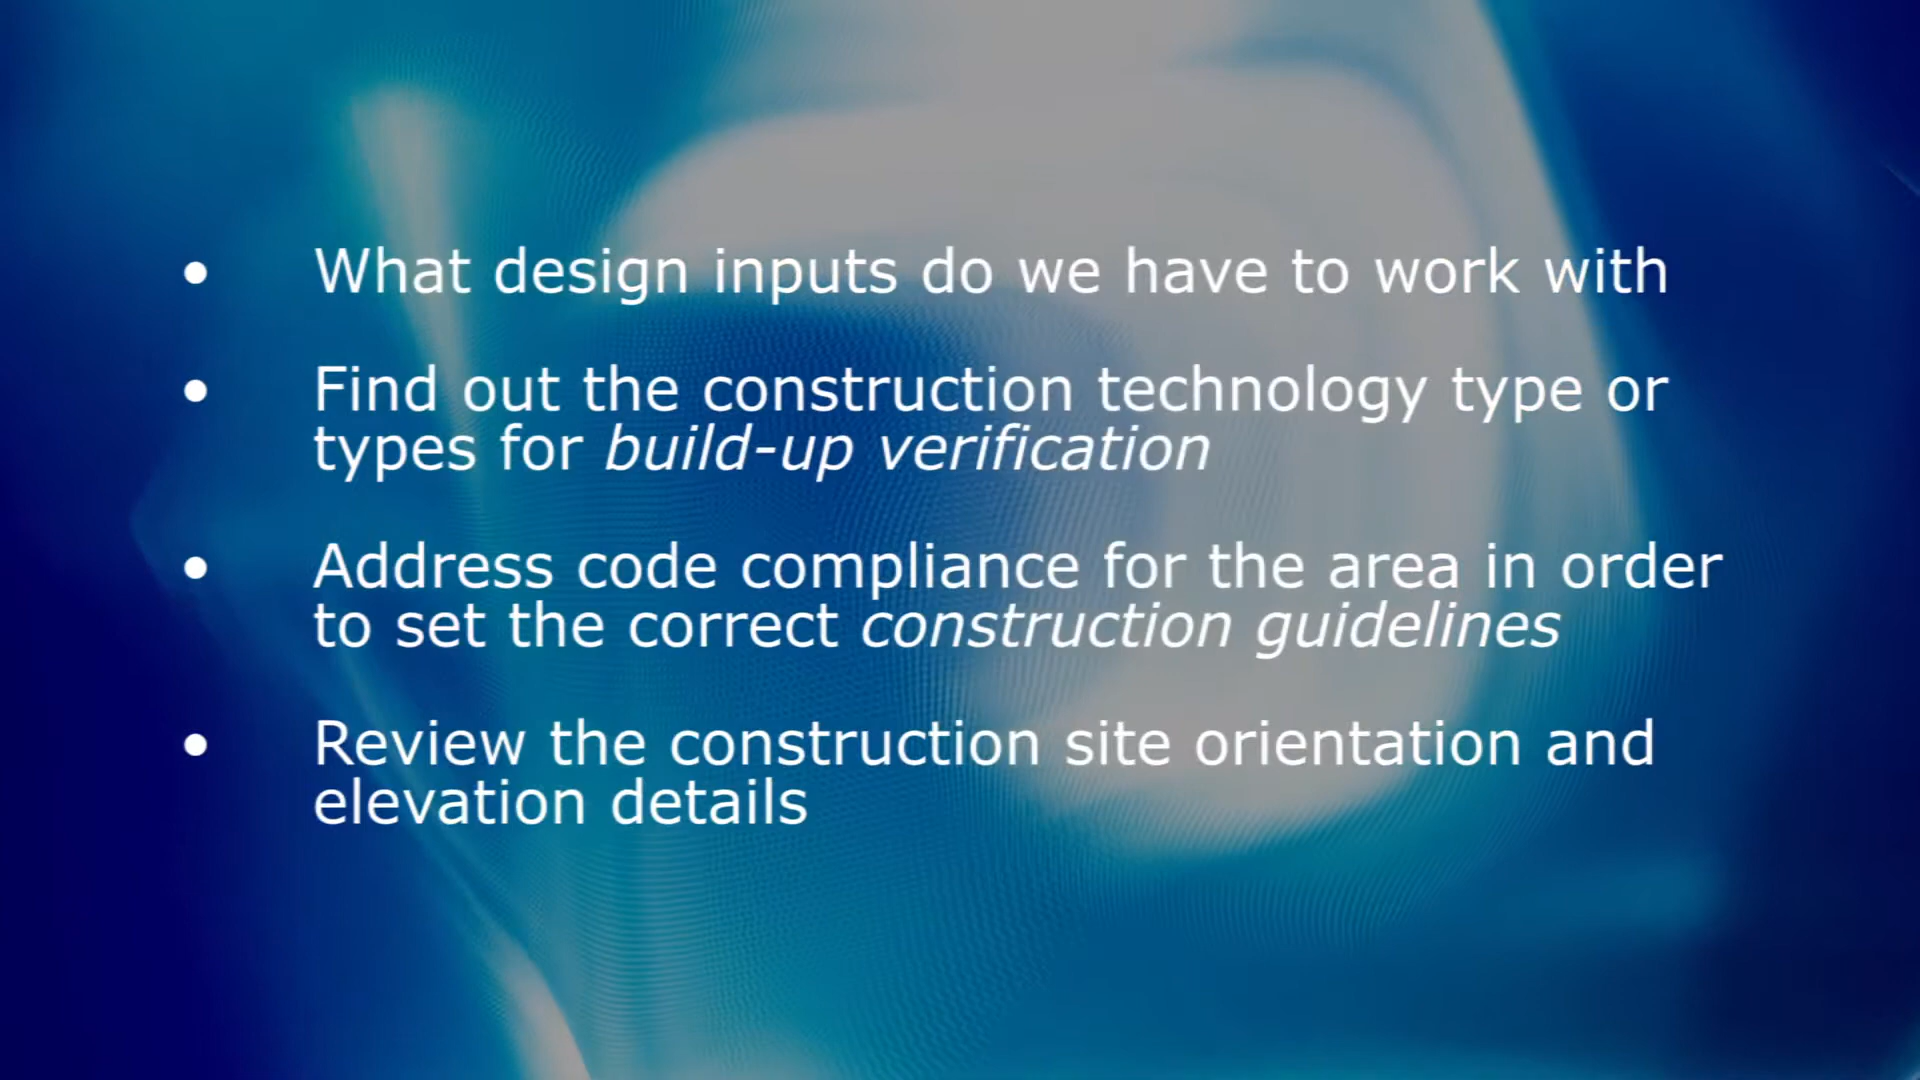 • What design inputs do we have to work with
• Find out the construction technology type or
types for build-up verification
• Address code compliance for the area in order
to set the correct construction guidelines
• Review the construction site orientation and
elevation details